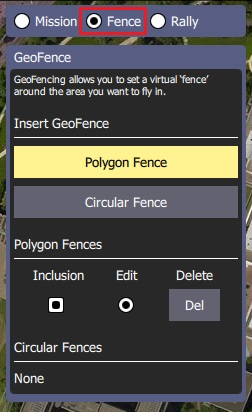 Mission Fence Rally
GeoFence
GeoFencing allows you to set a virtual 'fence'
around the area you want to fly in.
Insert GeoFence
Polygon Fence
Circular Fence
Polygon Fences
Inclusion Edit Delete
Del
Circular Fences
None